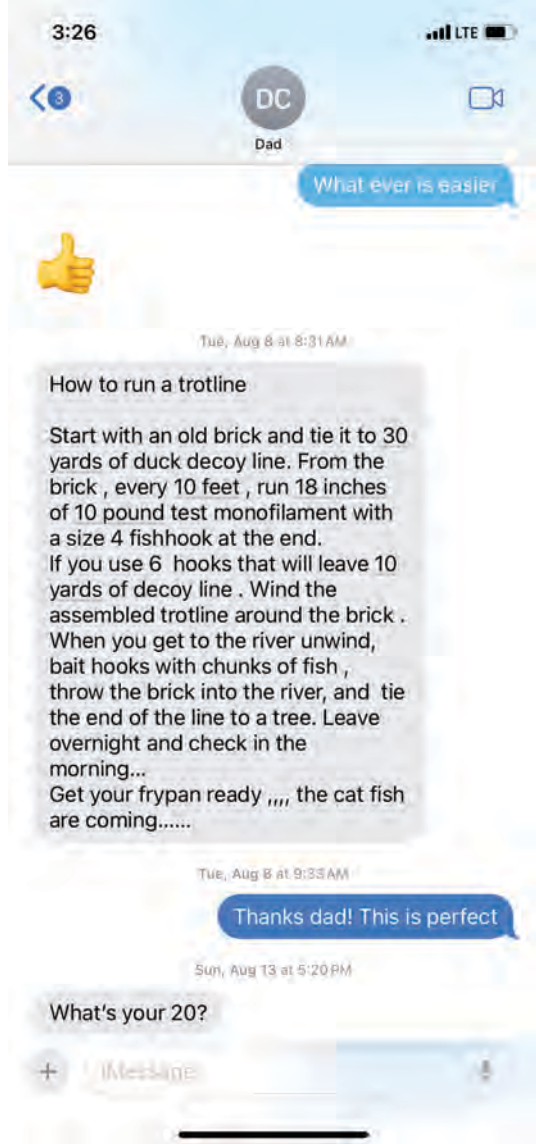 3:26
LTE
3
DC
Dad
What ever is easier
Tue, Aug 8 at 8:31 AM
How to run a trotline
Start with an old brick and tie it to 30
yards of duck decoy line. From the
brick , every 10 feet , run 18 inches
of 10 pound test monofilament with
a size 4 fishhook at the end.
If you use 6  hooks that will leave 10
yards of decoy line . Wind the
assembled trotline around the brick .
When you get to the river unwind,
bait hooks with chunks of fish ,
throw the brick into the river, and  tie
the end of the line to a tree. Leave
overnight and check in the
morning...
Get your frypan ready ,,,, the cat fish
are coming......
Tue, Aug 8 at 9:33 AM
Thanks dad! This is perfect
Sun, Aug 13 at 5:20 PM
What's your 20?
iMessage